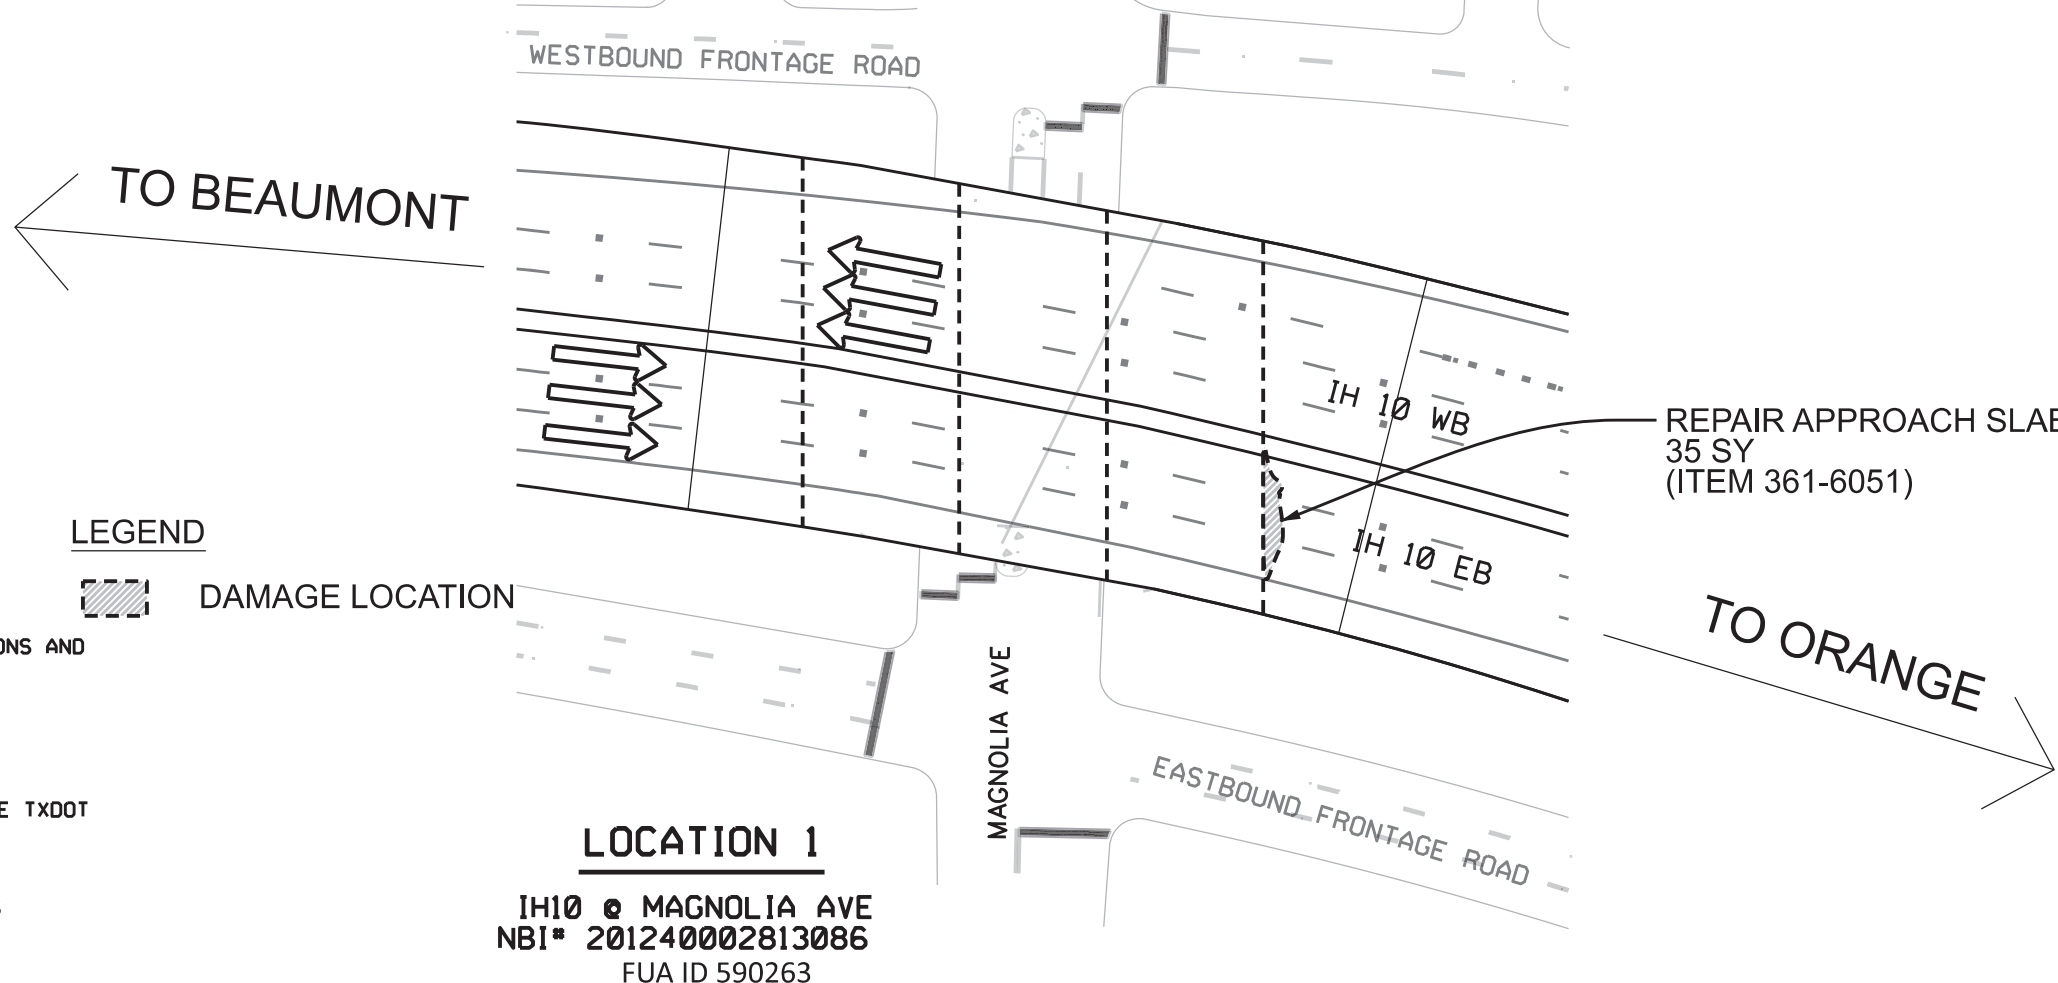 WESTBOUND FRONTAGE ROAD
TO BEAUMONT
IH 10 WB
REPAIR APPROACH SLAB
35 SY
(ITEM 361-6051)
LEGEND
IH 10 EB
DAMAGE LOCATION
ONS AND
TO ORANGE
MAGNOLIA AVE
EASTBOUND FRONTAGE ROAD
E TXDOT
LOCATION 1
IH10 @ MAGNOLIA AVE
NBI# 201240002813086
FUA ID 590263